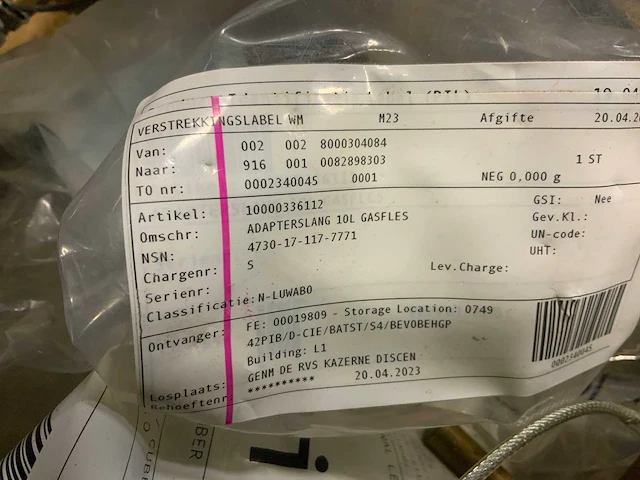 VERSTREKKINGSLABEL WM M23 Afgifte 20.04.20
Van: 002 002 8000304084
Naar: 916 001 0082898303 1 ST
TO nr: 0002340045 0001 NEG 0,000 g
Artikel: 10000336112 GSI: Nee
Omschr: ADAPTERSLANG 10L GASFLES Gev.Kl.:
NSN: 4730-17-117-7771 UN-code:
Chargenr: S Lev.Charge: UHT:
Serienr:
Classificatie: N-LUWABO
Ontvanger: FE: 00019809 - Storage Location: 0749
42PIB/D-CIE/BATST/S4/BEVOBEHGP
Building: L1
Losplaats: GENM DE RVS KAZERNE DISCEN
Behoeftenr: ********** 20.04.2023
0002340045